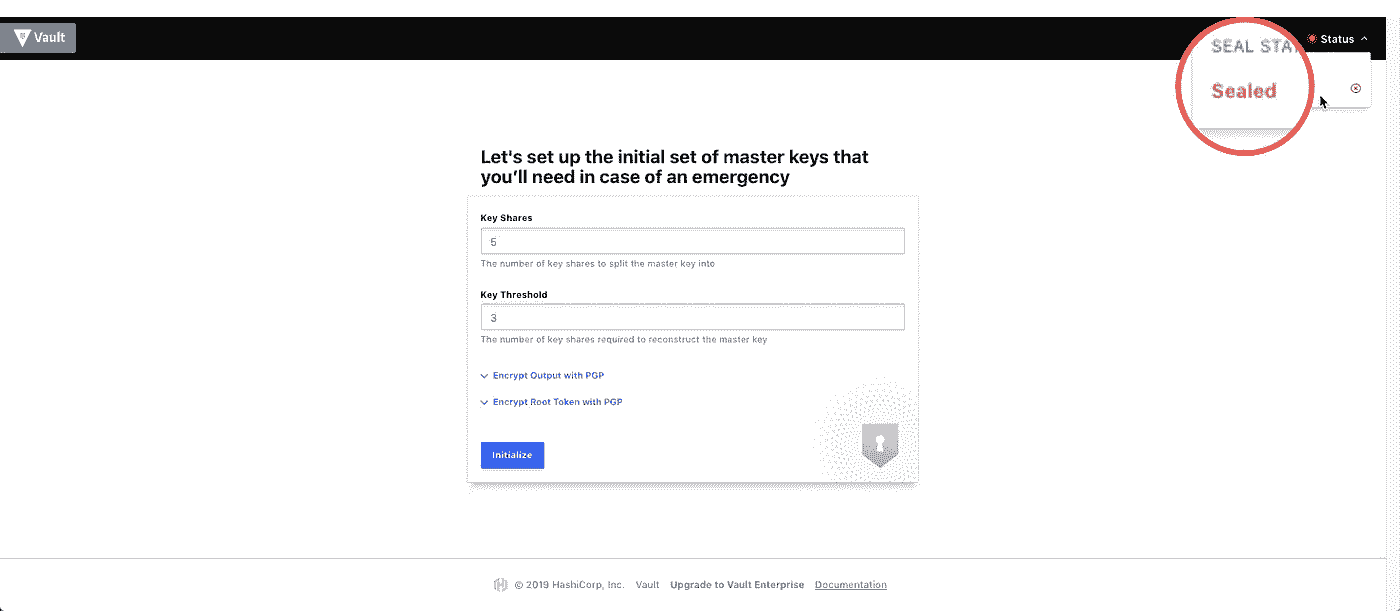 Vault
Status
SEAL STA
Sealed
Let's set up the initial set of master keys that
you'll need in case of an emergency
Key Shares
5
The number of key shares to split the master key into
Key Threshold
3
The number of key shares required to reconstruct the master key
Encrypt Output with PGP
Encrypt Root Token with PGP
Initialize
© 2019 HashiCorp, Inc. Vault Upgrade to Vault Enterprise Documentation